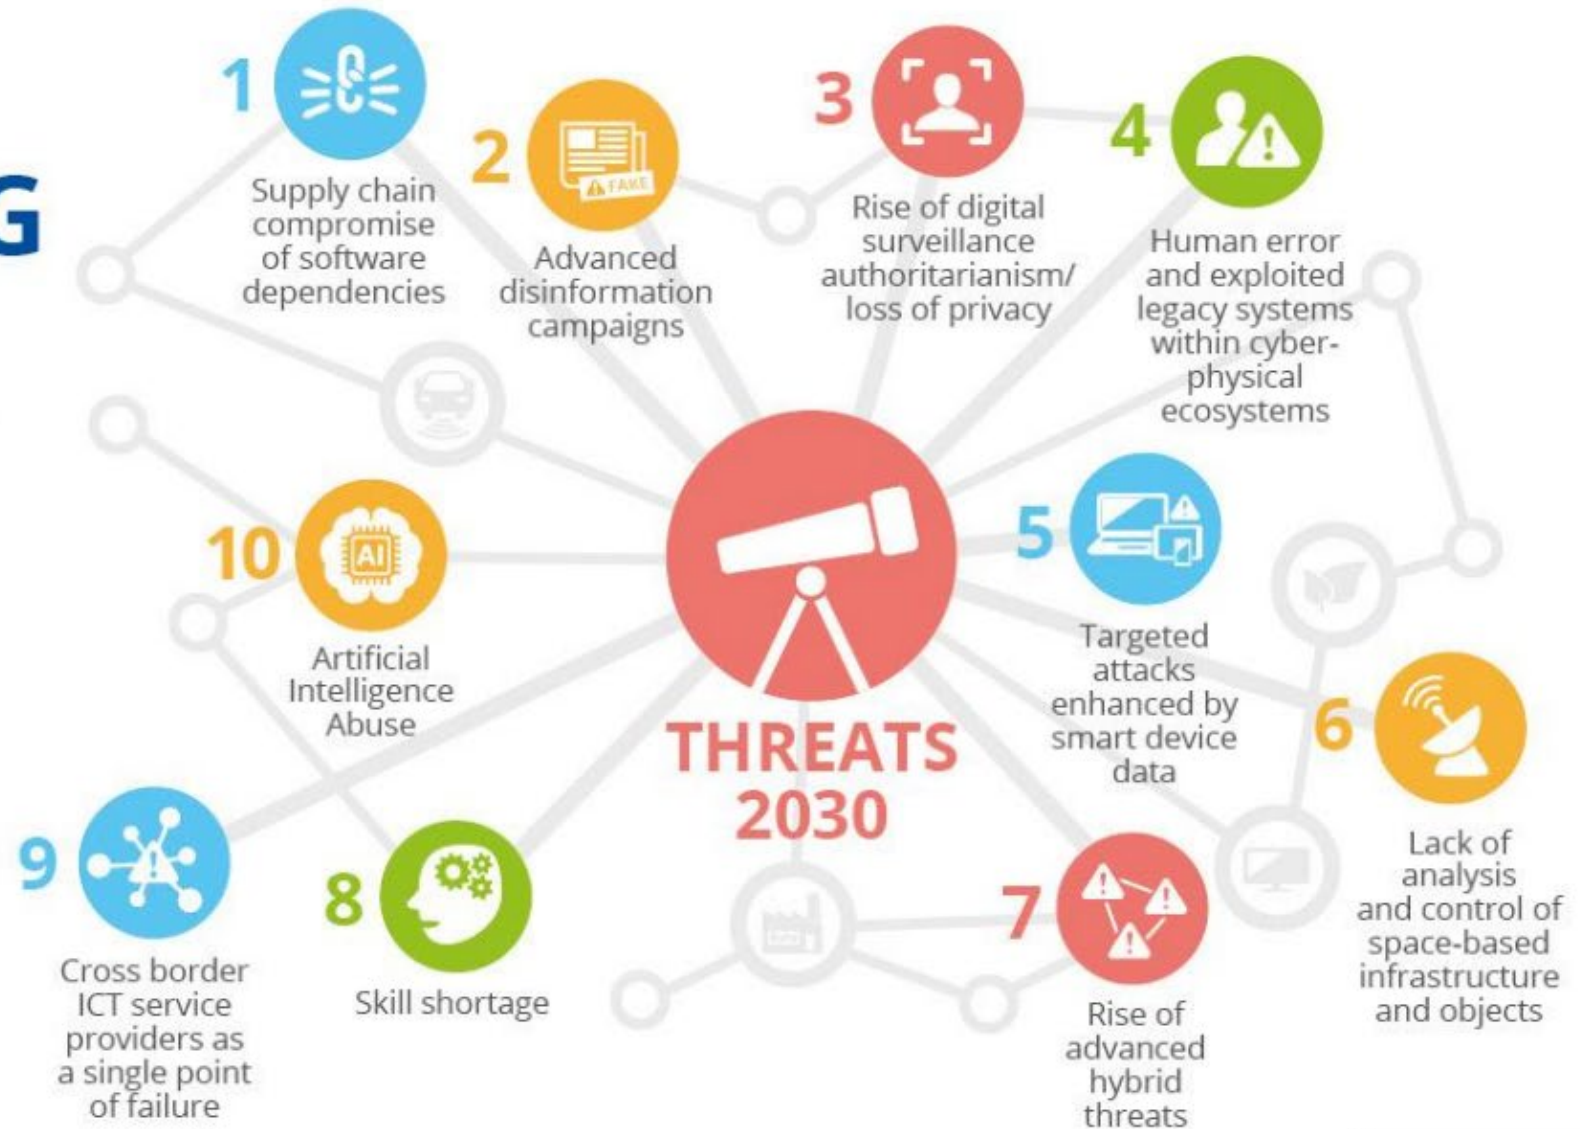 G
1
Supply chain
compromise
of software
dependencies
2
FAKE
Advanced
disinformation
campaigns
3
Rise of digital
surveillance
authoritarianism/
loss of privacy
4
Human error
and exploited
legacy systems
within cyber-
physical
ecosystems
5
Targeted
attacks
enhanced by
smart device
data
6
Lack of
analysis
and control of
space-based
infrastructure
and objects
7
Rise of
advanced
hybrid
threats
8
Skill shortage
9
Cross border
ICT service
providers as
a single point
of failure
10
AI
Artificial
Intelligence
Abuse
THREATS
2030